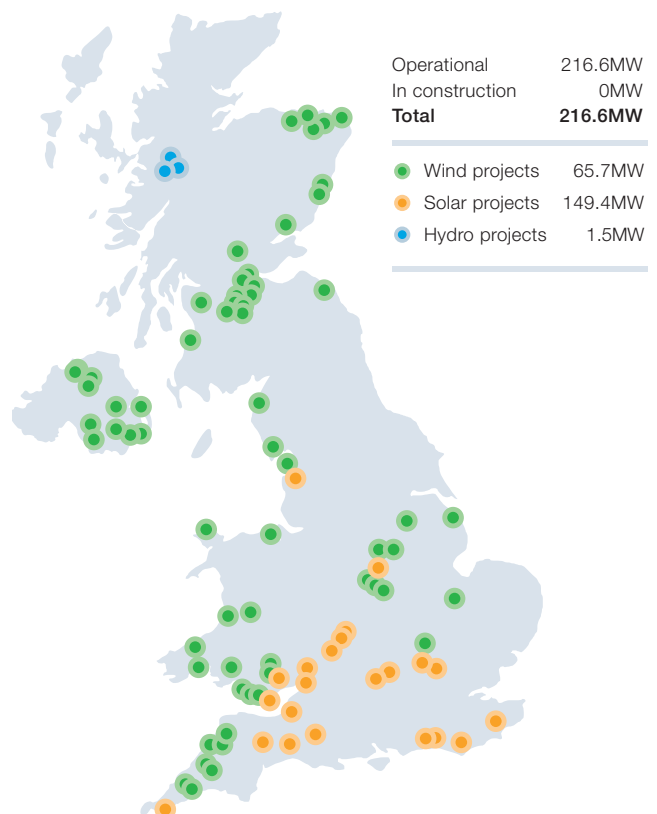 Operational 216.6MW
In construction 0MW
Total 216.6MW
Wind projects 65.7MW
Solar projects 149.4MW
Hydro projects 1.5MW